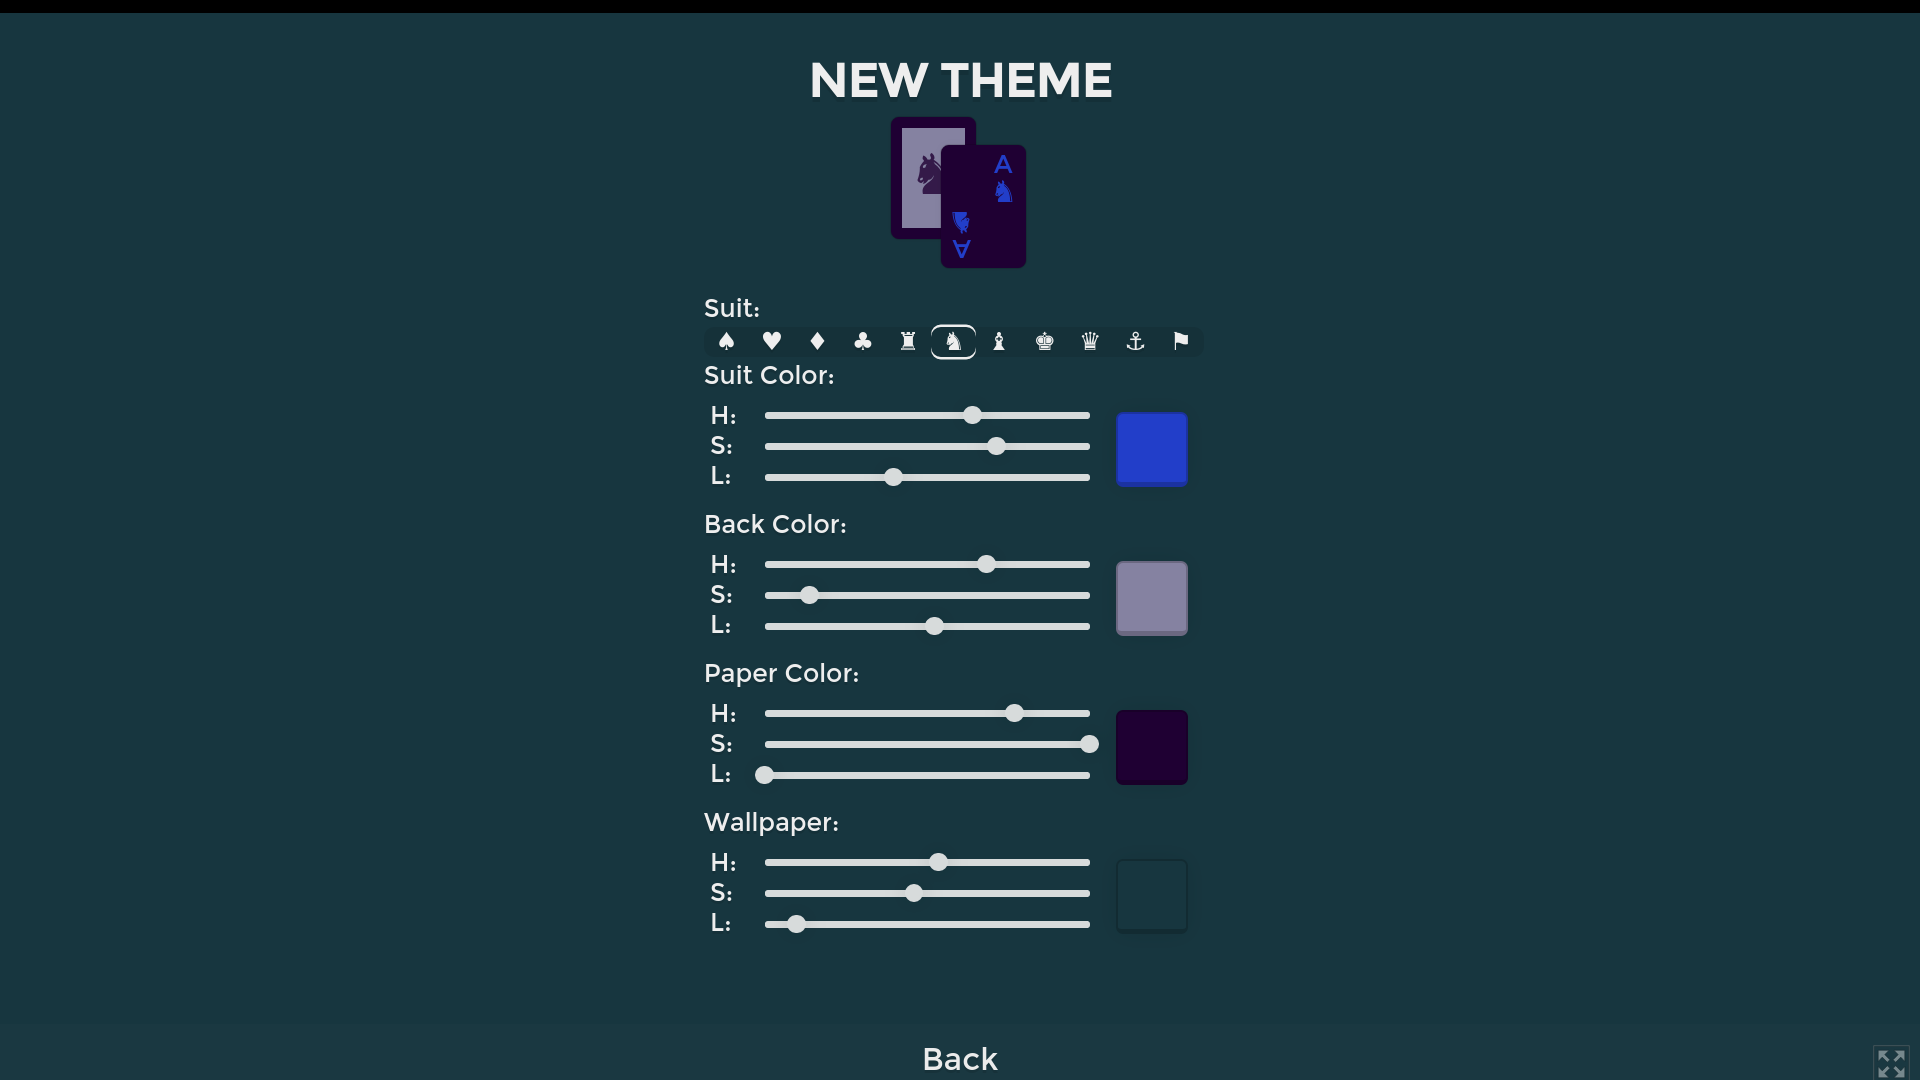 NEW THEME
A
A
Suit:
Suit Color:
H:
S:
L:
Back Color:
H:
S:
L:
Paper Color:
H:
S:
L:
Wallpaper:
H:
S:
L:
Back